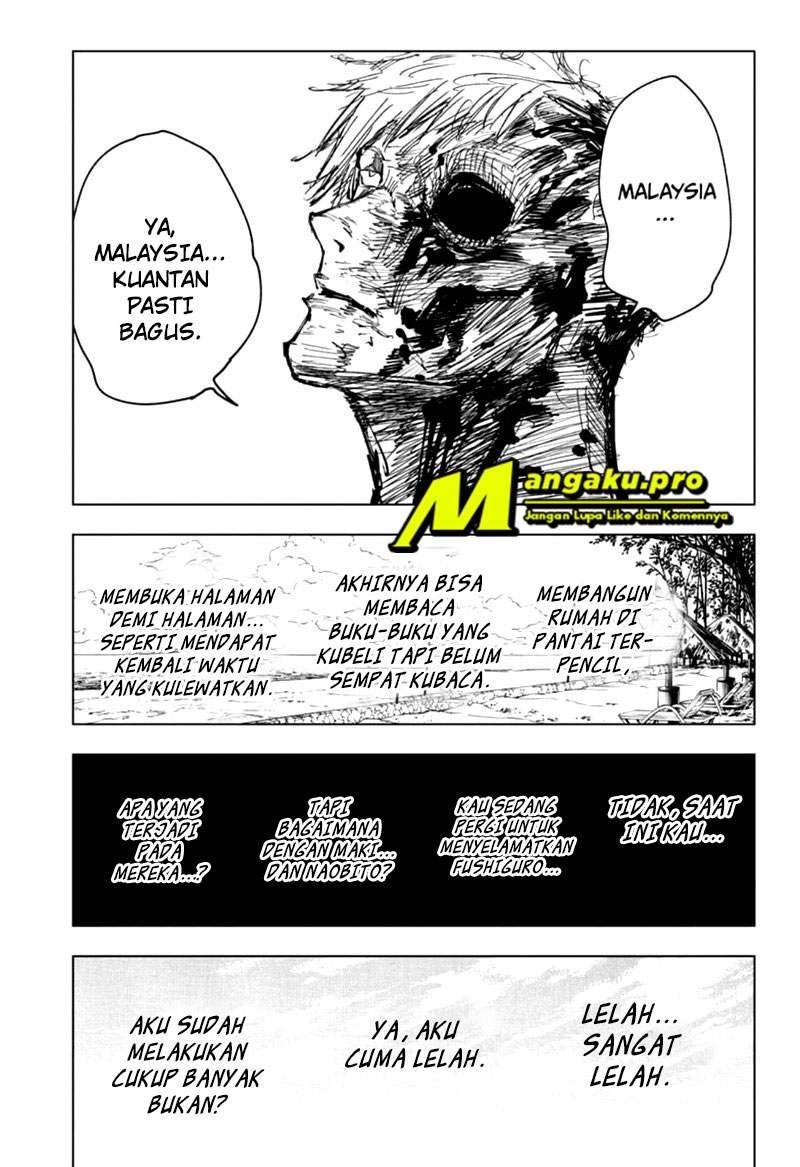 MALAYSIA
...
YA,
MALAYSIA...
KUANTAN
PASTI
BAGUS.
Mangaku.pro
Jangan Lupa Like dan Komennya
MEMBANGUN
RUMAH DI
PANTAI TER-
PENCIL,
AKHIRNYA BISA
MEMBACA
BUKU-BUKU YANG
KUBELI TAPI BELUM
SEMPAT KUBACA.
MEMBUKA HALAMAN
DEMI HALAMAN...
SEPERTI MENDAPAT
KEMBALI WAKTU
YANG KULEWATKAN.
TIDAK, SAAT
INI KAU...
KAU SEDANG
PERGI UNTUK
MENYELAMATKAN
FUSHIGURO...
TAPI
BAGAIMANA
DENGAN MAKI...
DAN NAOBITO?
APA YANG
TERJADI
PADA
MEREKA...?
LELAH...
SANGAT
LELAH.
YA, AKU
CUMA LELAH.
AKU SUDAH
MELAKUKAN
CUKUP BANYAK
BUKAN?